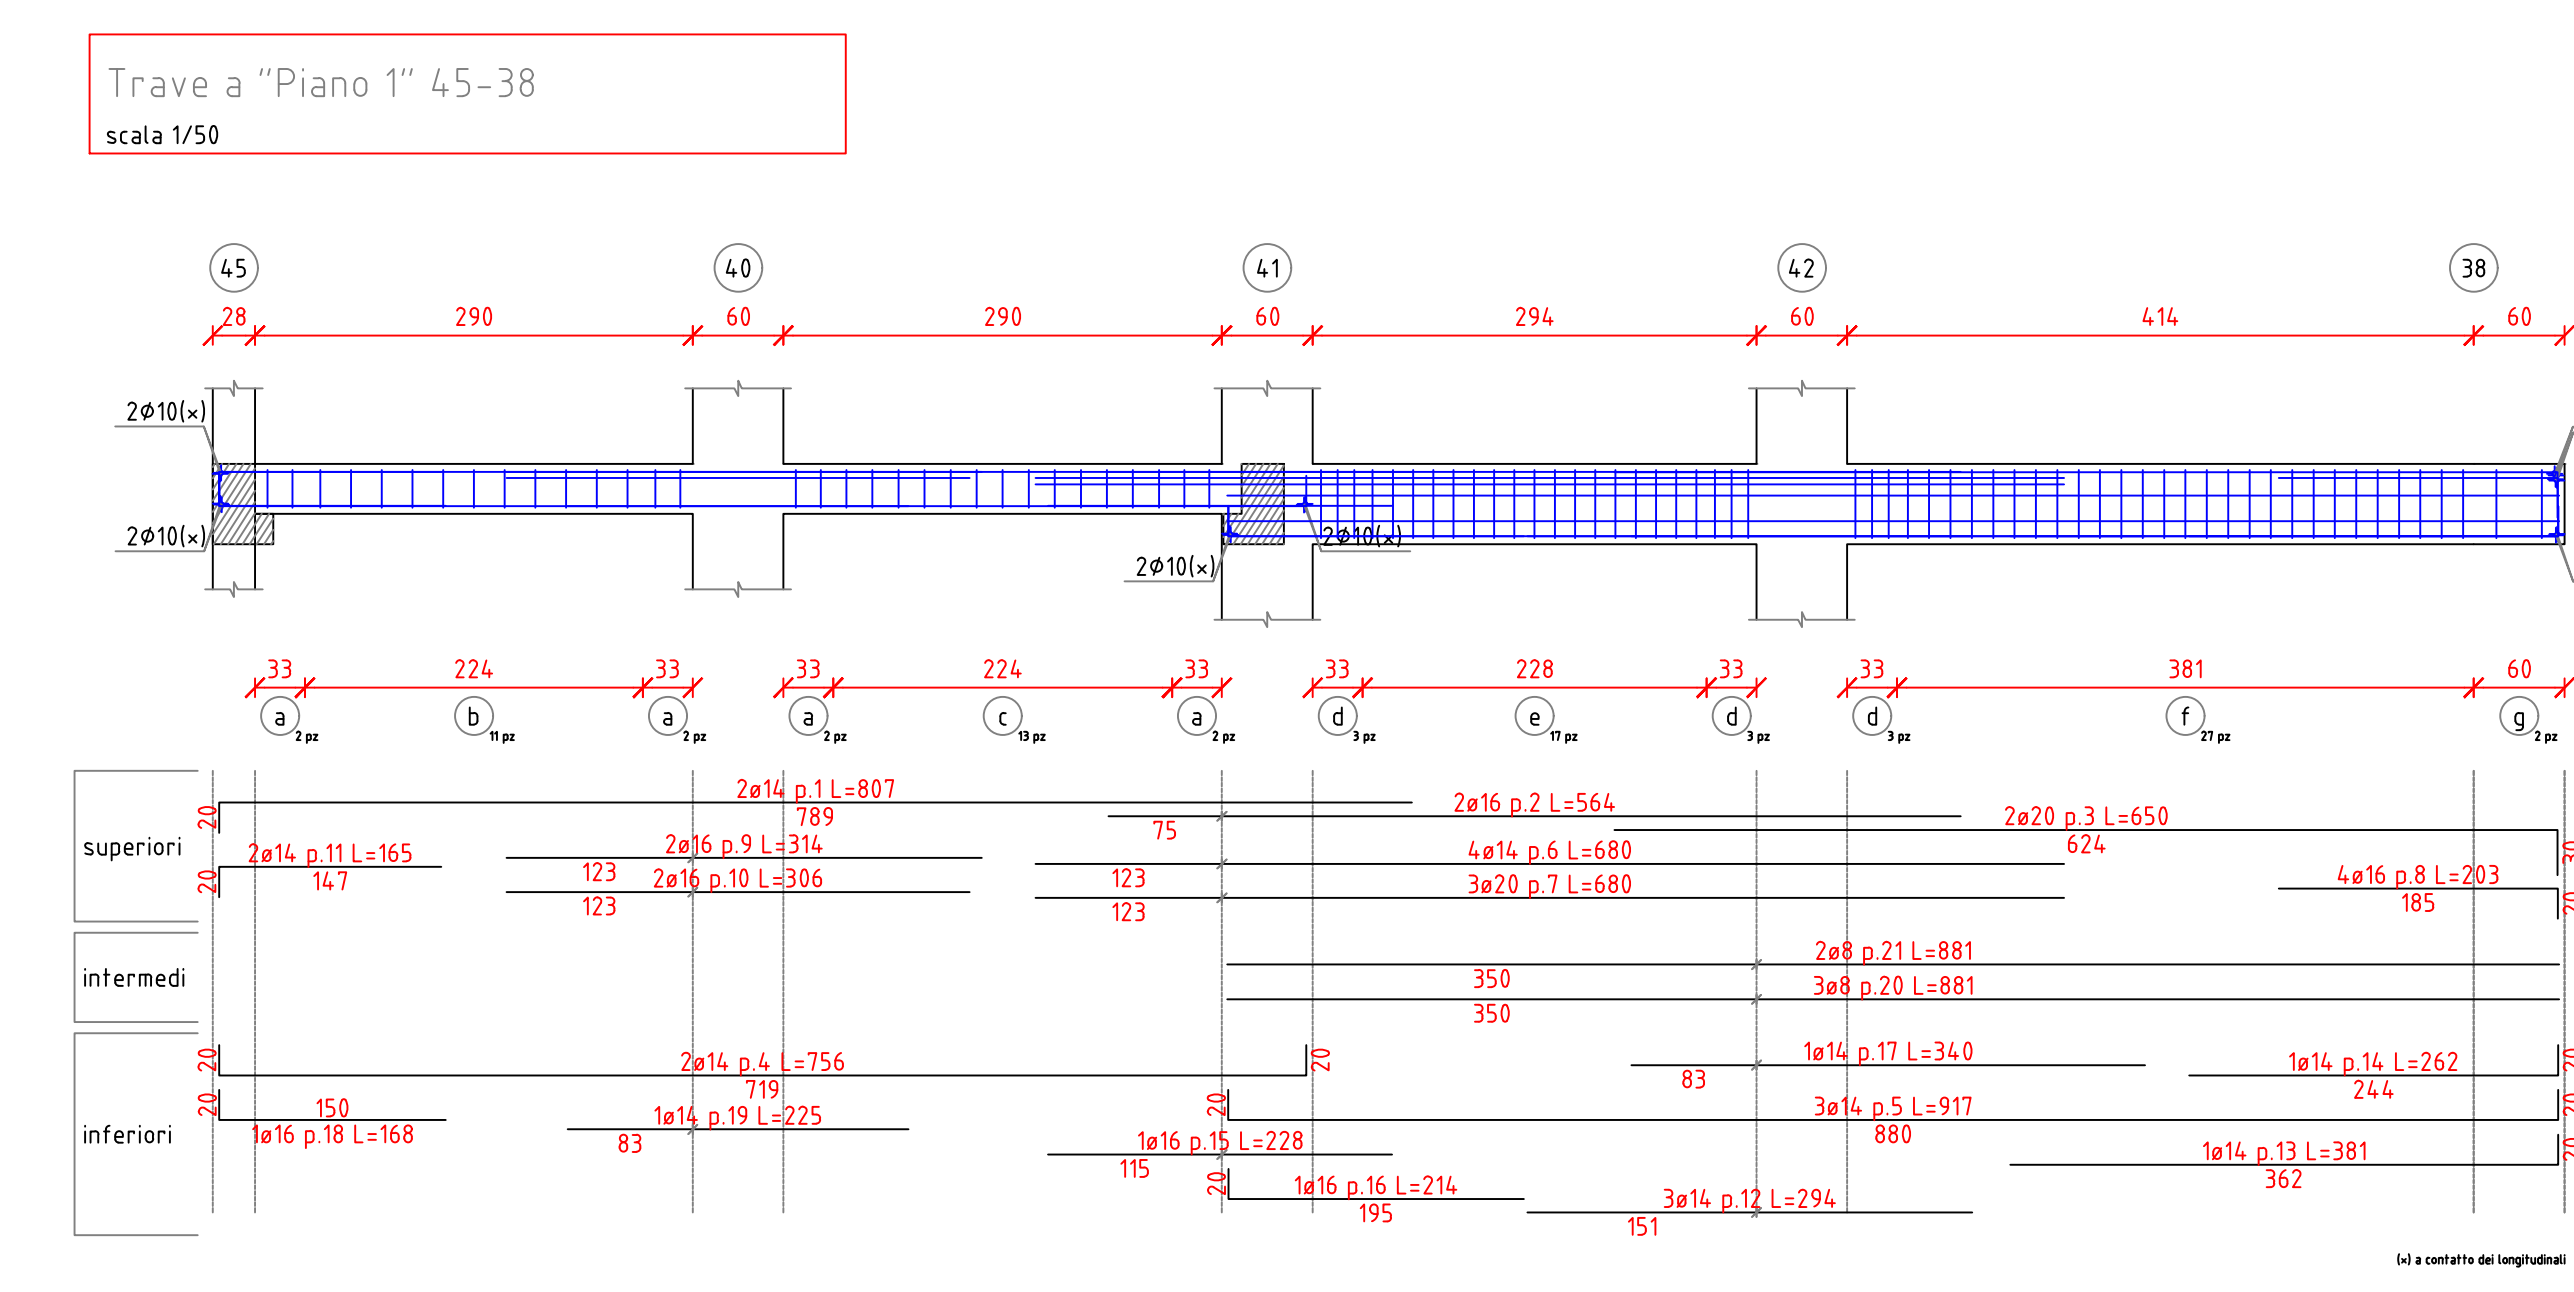 Trave a "Piano 1" 45-38
scala 1/50
45 40 41 42 38
28 290 60 290 60 294 60 414 60
2Ø10(x)
2Ø10(x)
2Ø10(x)
2Ø10(x)
33 224 33 33 224 33 33 228 33 33 381 60
a b a a c a d e d d f g
2 pz 11 pz 2 pz 2 pz 13 pz 2 pz 3 pz 17 pz 3 pz 3 pz 27 pz 2 pz
superiori
20 2ø14 p.1 L=807
789
2ø16 p.2 L=564
75
2ø20 p.3 L=650
624 30
2ø14 p.11 L=165
20 147
2ø16 p.9 L=314
123
4ø14 p.6 L=680
123
2ø16 p.10 L=306
123
3ø20 p.7 L=680
123
4ø16 p.8 L=203
185 20
intermedi
2ø8 p.21 L=881
350
3ø8 p.20 L=881
350
inferiori
20 2ø14 p.4 L=756 20
719
1ø14 p.17 L=340
83
1ø14 p.14 L=262 20
244
20 150
1ø16 p.18 L=168
1ø14 p.19 L=225
83
20 3ø14 p.5 L=917 20
880
1ø16 p.15 L=228
115
1ø14 p.13 L=381 20
362
20 1ø16 p.16 L=214
195
3ø14 p.12 L=294
151
(x) a contatto dei longitudinali